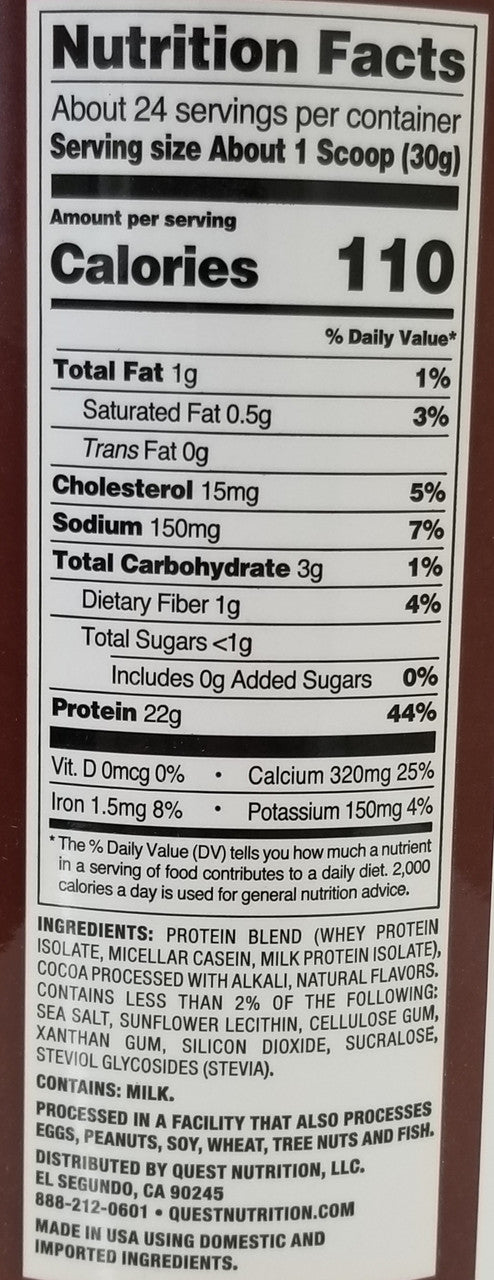 Nutrition Facts
About 24 servings per container
Serving size About 1 Scoop (30g)
Amount per serving
Calories 110
% Daily Value*
Total Fat 1g 1%
Saturated Fat 0.5g 3%
Trans Fat 0g
Cholesterol 15mg 5%
Sodium 150mg 7%
Total Carbohydrate 3g 1%
Dietary Fiber 1g 4%
Total Sugars <1g
Includes 0g Added Sugars 0%
Protein 22g 44%
Vit. D 0mcg 0% • Calcium 320mg 25%
Iron 1.5mg 8% • Potassium 150mg 4%
* The % Daily Value (DV) tells you how much a nutrient
in a serving of food contributes to a daily diet. 2,000
calories a day is used for general nutrition advice.
INGREDIENTS: PROTEIN BLEND (WHEY PROTEIN
ISOLATE, MICELLAR CASEIN, MILK PROTEIN ISOLATE),
COCOA PROCESSED WITH ALKALI, NATURAL FLAVORS.
CONTAINS LESS THAN 2% OF THE FOLLOWING:
SEA SALT, SUNFLOWER LECITHIN, CELLULOSE GUM,
XANTHAN GUM, SILICON DIOXIDE, SUCRALOSE,
STEVIOL GLYCOSIDES (STEVIA).
CONTAINS: MILK.
PROCESSED IN A FACILITY THAT ALSO PROCESSES
EGGS, PEANUTS, SOY, WHEAT, TREE NUTS AND FISH.
DISTRIBUTED BY QUEST NUTRITION, LLC.
EL SEGUNDO, CA 90245
888-212-0601 • QUESTNUTRITION.COM
MADE IN USA USING DOMESTIC AND
IMPORTED INGREDIENTS.